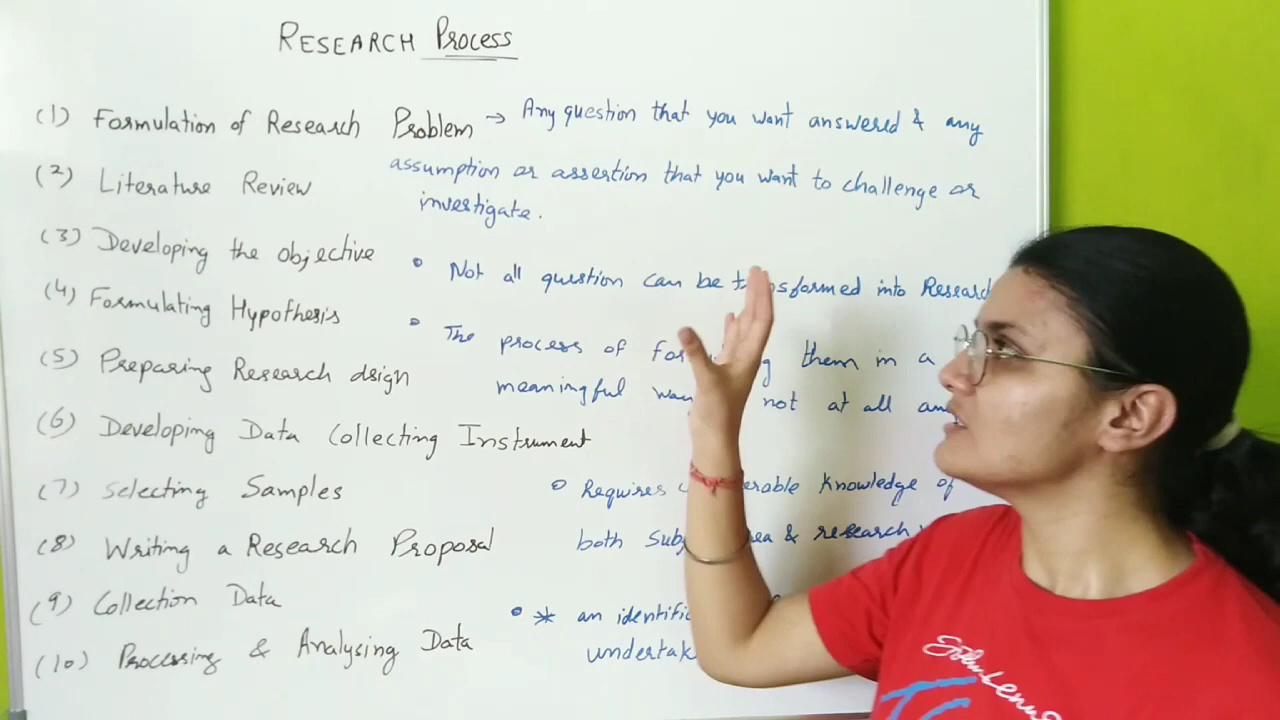 RESEARCH Process
(1) Formulation of Research Problem → Any question that you want answered & any
assumption or assertion that you want to challenge or
investigate.
(2) Literature Review
(3) Developing the objective
• Not all question can be into Research
(4) Formulating Hypothesis
• The process of them in a
meaningful not at all
(5) Preparing Research dsign
(6) Developing Data Collecting Instrument
(7) Selecting Samples
• Requires knowledge of
both & research
(8) Writing a Research Proposal
(9) Collection Data
• * an
(10) Processing & Analysing Data